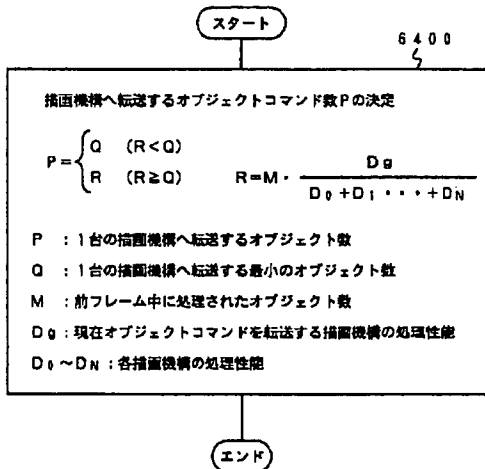 スタート
6400
描画機構へ転送するオブジェクトコマンド数Pの決定
P= { Q (R<Q)
R (R≧Q) R=M・ Dg / D₀+D₁・・・+D_N
P :1台の描画機構へ転送するオブジェクト数
Q :1台の描画機構へ転送する最小のオブジェクト数
M :前フレーム中に処理されたオブジェクト数
Dg:現在オブジェクトコマンドを転送する描画機構の処理性能
D₀~D_N:各描画機構の処理性能
エンド